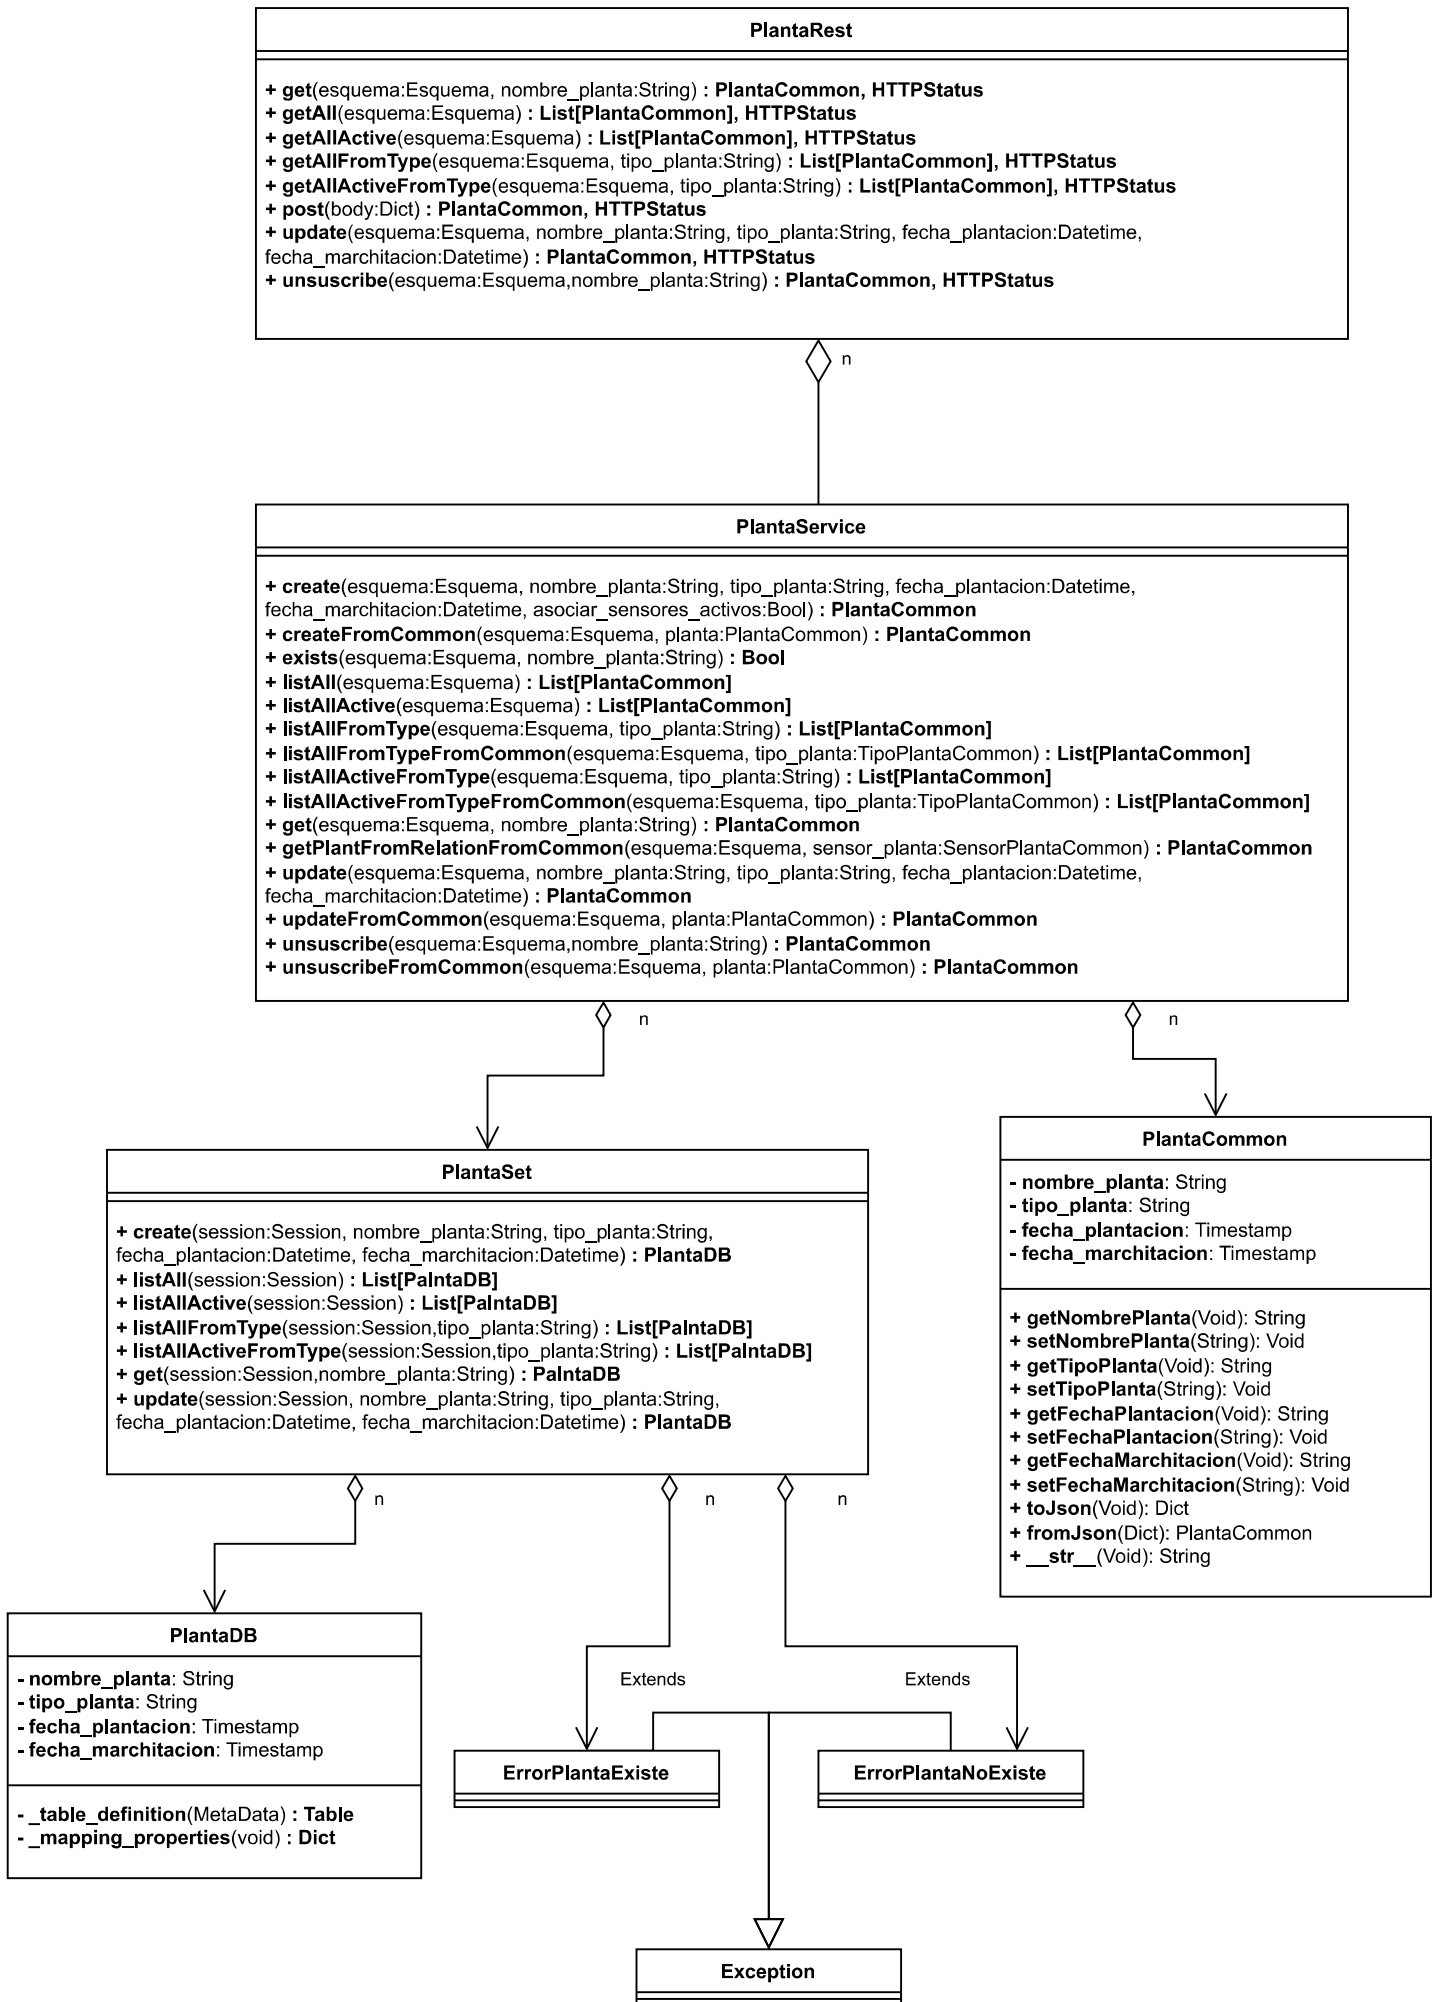 PlantaRest
+ get(esquema:Esquema, nombre_planta:String) : PlantaCommon, HTTPStatus
+ getAll(esquema:Esquema) : List[PlantaCommon], HTTPStatus
+ getAllActive(esquema:Esquema) : List[PlantaCommon], HTTPStatus
+ getAllFromType(esquema:Esquema, tipo_planta:String) : List[PlantaCommon], HTTPStatus
+ getAllActiveFromType(esquema:Esquema, tipo_planta:String) : List[PlantaCommon], HTTPStatus
+ post(body:Dict) : PlantaCommon, HTTPStatus
+ update(esquema:Esquema, nombre_planta:String, tipo_planta:String, fecha_plantacion:Datetime,
fecha_marchitacion:Datetime) : PlantaCommon, HTTPStatus
+ unsuscribe(esquema:Esquema,nombre_planta:String) : PlantaCommon, HTTPStatus
n
PlantaService
+ create(esquema:Esquema, nombre_planta:String, tipo_planta:String, fecha_plantacion:Datetime,
fecha_marchitacion:Datetime, asociar_sensores_activos:Bool) : PlantaCommon
+ createFromCommon(esquema:Esquema, planta:PlantaCommon) : PlantaCommon
+ exists(esquema:Esquema, nombre_planta:String) : Bool
+ listAll(esquema:Esquema) : List[PlantaCommon]
+ listAllActive(esquema:Esquema) : List[PlantaCommon]
+ listAllFromType(esquema:Esquema, tipo_planta:String) : List[PlantaCommon]
+ listAllFromTypeFromCommon(esquema:Esquema, tipo_planta:TipoPlantaCommon) : List[PlantaCommon]
+ listAllActiveFromType(esquema:Esquema, tipo_planta:String) : List[PlantaCommon]
+ listAllActiveFromTypeFromCommon(esquema:Esquema, tipo_planta:TipoPlantaCommon) : List[PlantaCommon]
+ get(esquema:Esquema, nombre_planta:String) : PlantaCommon
+ getPlantFromRelationFromCommon(esquema:Esquema, sensor_planta:SensorPlantaCommon) : PlantaCommon
+ update(esquema:Esquema, nombre_planta:String, tipo_planta:String, fecha_plantacion:Datetime,
fecha_marchitacion:Datetime) : PlantaCommon
+ updateFromCommon(esquema:Esquema, planta:PlantaCommon) : PlantaCommon
+ unsuscribe(esquema:Esquema,nombre_planta:String) : PlantaCommon
+ unsuscribeFromCommon(esquema:Esquema, planta:PlantaCommon) : PlantaCommon
n
n
PlantaSet
+ create(session:Session, nombre_planta:String, tipo_planta:String,
fecha_plantacion:Datetime, fecha_marchitacion:Datetime) : PlantaDB
+ listAll(session:Session) : List[PalntaDB]
+ listAllActive(session:Session) : List[PalntaDB]
+ listAllFromType(session:Session,tipo_planta:String) : List[PalntaDB]
+ listAllActiveFromType(session:Session,tipo_planta:String) : List[PalntaDB]
+ get(session:Session,nombre_planta:String) : PalntaDB
+ update(session:Session, nombre_planta:String, tipo_planta:String,
fecha_plantacion:Datetime, fecha_marchitacion:Datetime) : PlantaDB
PlantaCommon
- nombre_planta: String
- tipo_planta: String
- fecha_plantacion: Timestamp
- fecha_marchitacion: Timestamp
+ getNombrePlanta(Void): String
+ setNombrePlanta(String): Void
+ getTipoPlanta(Void): String
+ setTipoPlanta(String): Void
+ getFechaPlantacion(Void): String
+ setFechaPlantacion(String): Void
+ getFechaMarchitacion(Void): String
+ setFechaMarchitacion(String): Void
+ toJson(Void): Dict
+ fromJson(Dict): PlantaCommon
+ __str__(Void): String
n
n
n
PlantaDB
- nombre_planta: String
- tipo_planta: String
- fecha_plantacion: Timestamp
- fecha_marchitacion: Timestamp
- _table_definition(MetaData) : Table
- _mapping_properties(void) : Dict
Extends
Extends
ErrorPlantaExiste
ErrorPlantaNoExiste
Exception